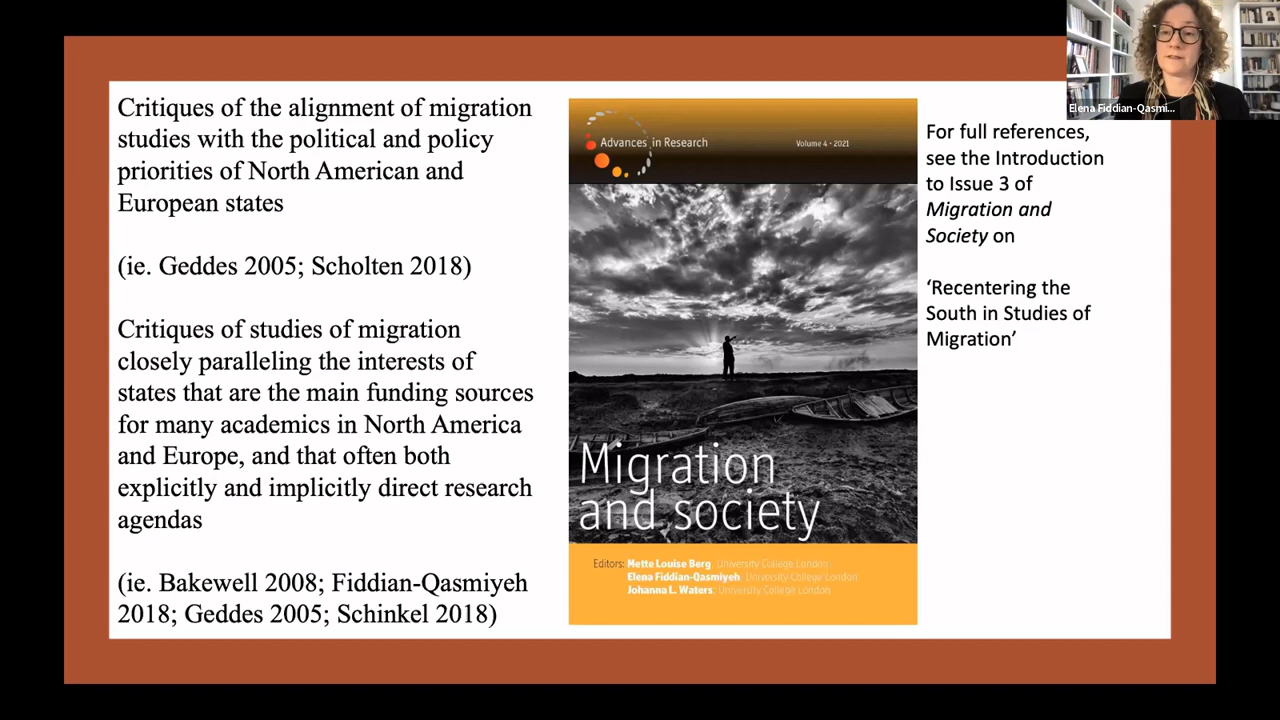 Critiques of the alignment of migration
studies with the political and policy
priorities of North American and
European states
(ie. Geddes 2005; Scholten 2018)
Critiques of studies of migration
closely paralleling the interests of
states that are the main funding sources
for many academics in North America
and Europe, and that often both
explicitly and implicitly direct research
agendas
(ie. Bakewell 2008; Fiddian-Qasmiyeh
2018; Geddes 2005; Schinkel 2018)
Advances in Research
Volume 4 • 2021
Migration
and society
Editors: Mette Louise Berg, University College London
Elena Fiddian-Qasmiyeh, University College London
Johanna L. Waters, University College London
Elena Fiddian-Qasmi...
For full references,
see the Introduction
to Issue 3 of
Migration and
Society on
‘Recentering the
South in Studies of
Migration’